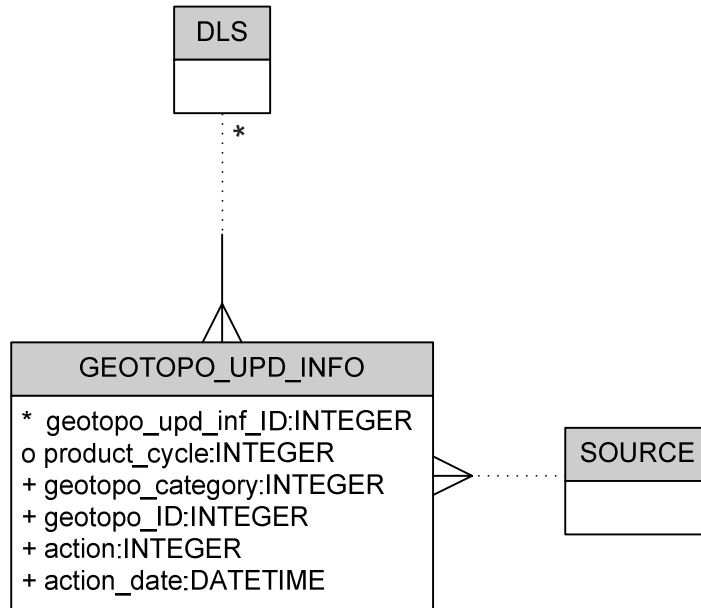 DLS
*
GEOTOPO_UPD_INFO
* geotopo_upd_inf_ID:INTEGER
o product_cycle:INTEGER
+ geotopo_category:INTEGER
+ geotopo_ID:INTEGER
+ action:INTEGER
+ action_date:DATETIME
SOURCE